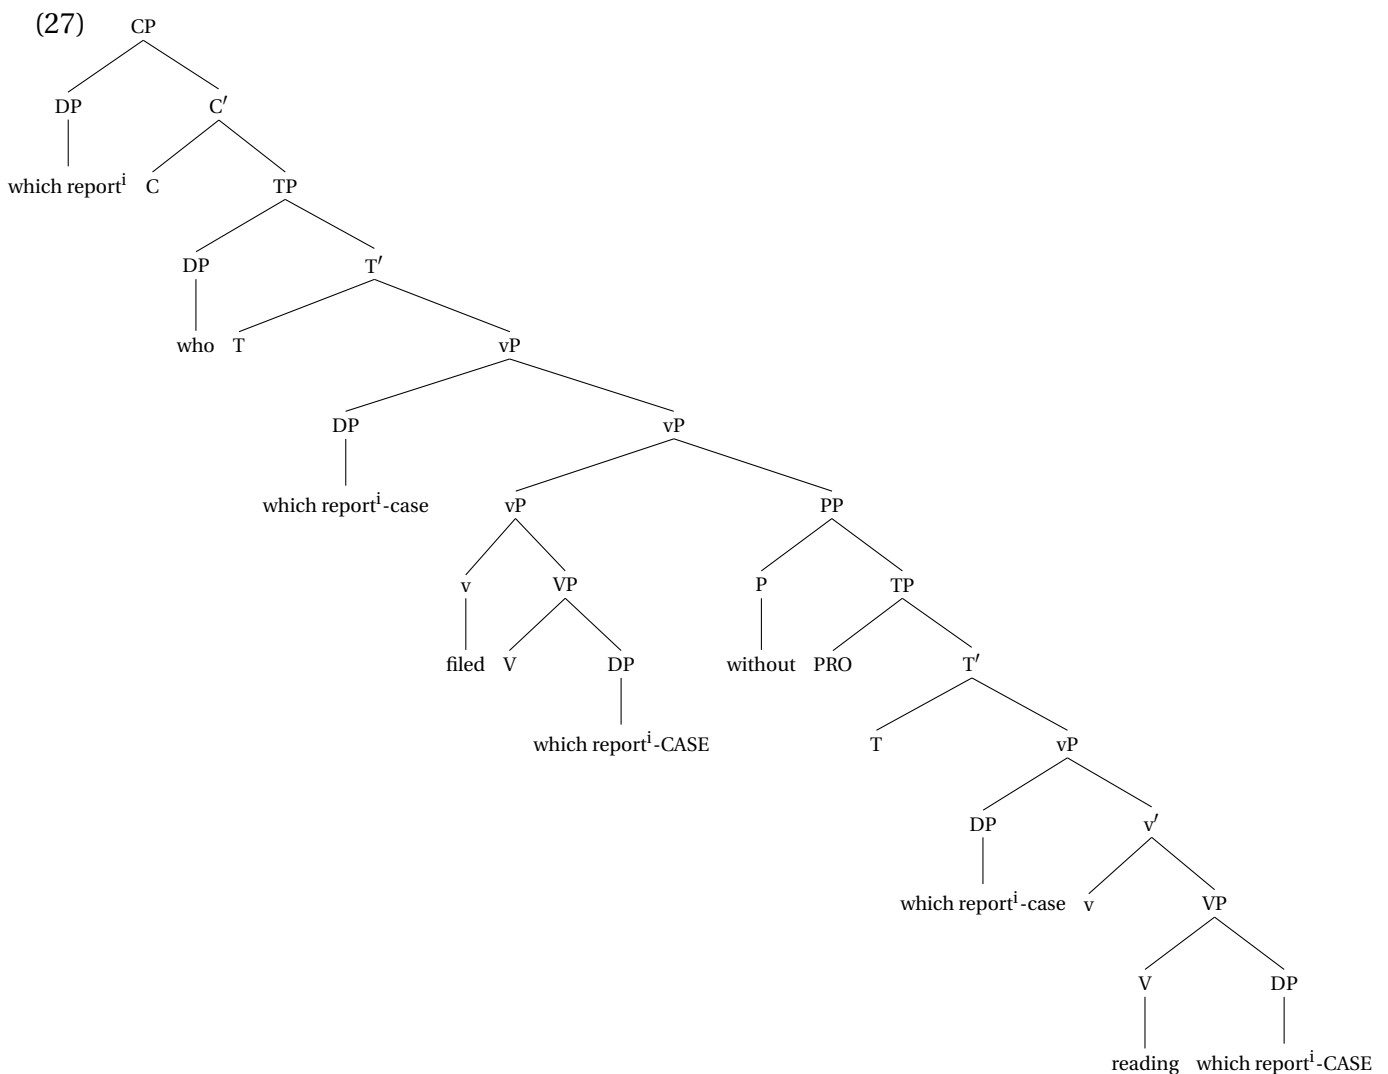 (27) CP
DP C′
which reportⁱ C TP
DP T′
who T vP
DP vP
which reportⁱ-case vP PP
v VP P TP
filed V DP without PRO T′
which reportⁱ-CASE T vP
DP v′
which reportⁱ-case v VP
V DP
reading which reportⁱ-CASE